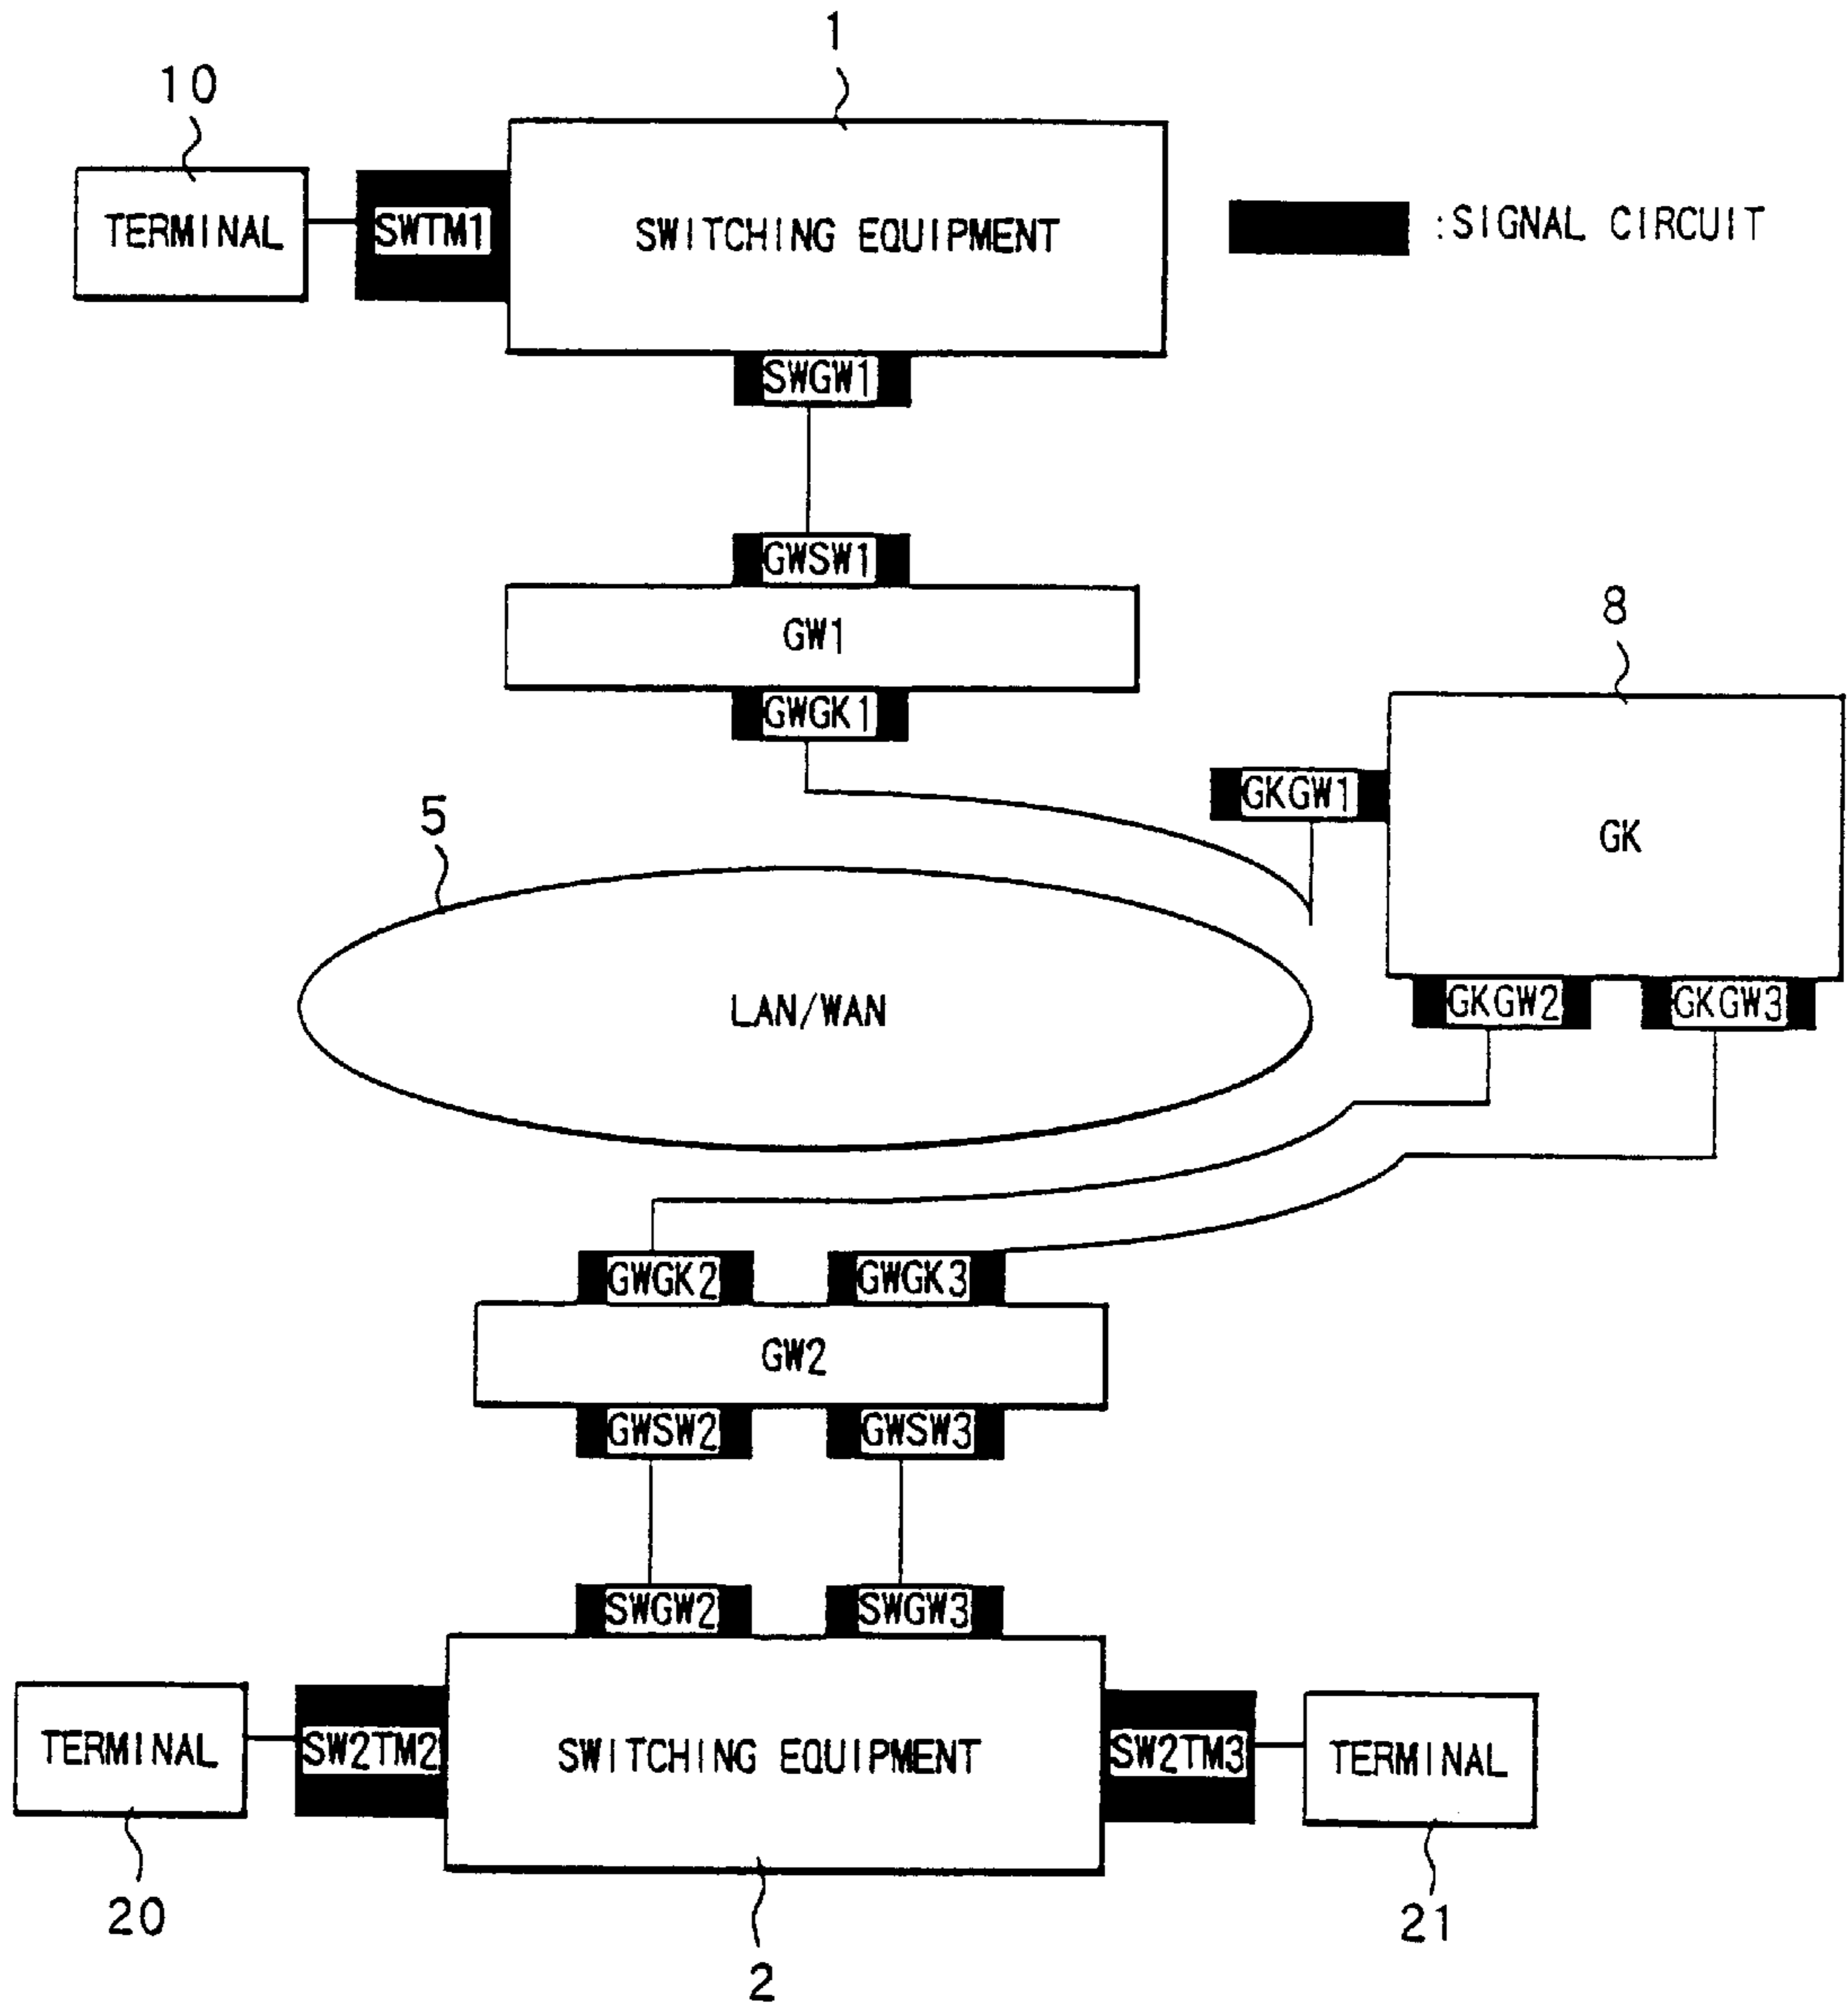 1
10
TERMINAL
SWTM1
SWITCHING EQUIPMENT
:SIGNAL CIRCUIT
SWGW1
GWSW1
GW1
8
GWGK1
GKGW1
GK
5
LAN/WAN
GKGW2
GKGW3
GWGK2
GWGK3
GW2
GWSW2
GWSW3
SWGW2
SWGW3
TERMINAL
SW2TM2
SWITCHING EQUIPMENT
SW2TM3
TERMINAL
20
21
2